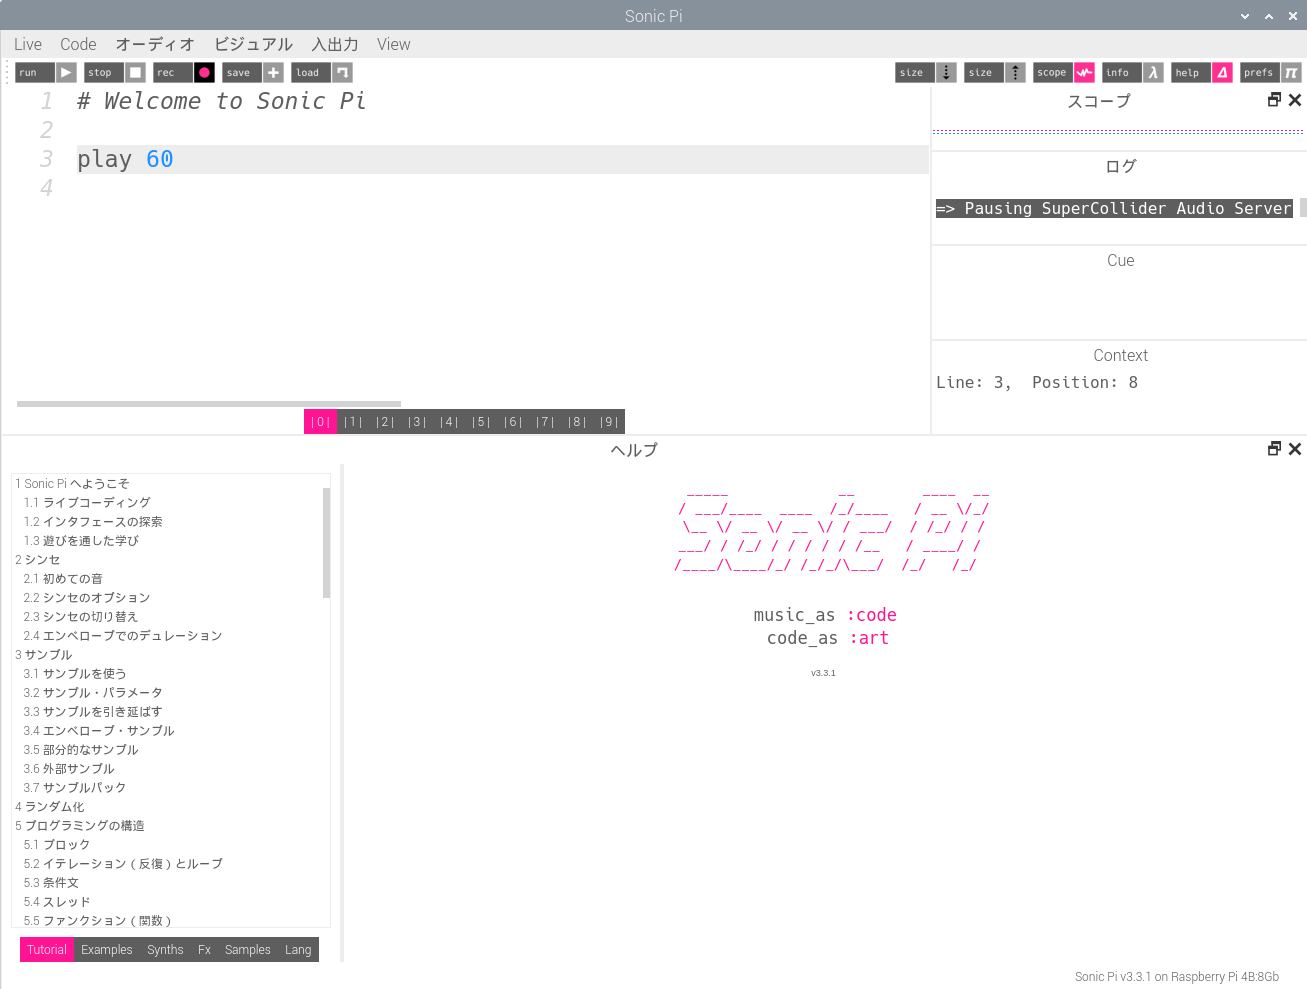 Sonic Pi
Live Code オーディオ ビジュアル 入出力 View
run stop rec save load size size scope info λ help prefs π
1 # Welcome to Sonic Pi
2
3 play 60
4
|0| |1| |2| |3| |4| |5| |6| |7| |8| |9|
スコープ
ログ
=> Pausing SuperCollider Audio Server
Cue
Context
Line: 3, Position: 8
ヘルプ
1 Sonic Pi へようこそ
1.1 ライブコーディング
1.2 インタフェースの探索
1.3 遊びを通した学び
2 シンセ
2.1 初めての音
2.2 シンセのオプション
2.3 シンセの切り替え
2.4 エンベロープでのデュレーション
3 サンプル
3.1 サンプルを使う
3.2 サンプル・パラメータ
3.3 サンプルを引き延ばす
3.4 エンベロープ・サンプル
3.5 部分的なサンプル
3.6 外部サンプル
3.7 サンプルパック
4 ランダム化
5 プログラミングの構造
5.1 ブロック
5.2 イテレーション ( 反復 ) とループ
5.3 条件文
5.4 スレッド
5.5 ファンクション ( 関数 )
Tutorial Examples Synths Fx Samples Lang
Sonic Pi
music_as :code
code_as :art
v3.3.1
Sonic Pi v3.3.1 on Raspberry Pi 4B:8Gb